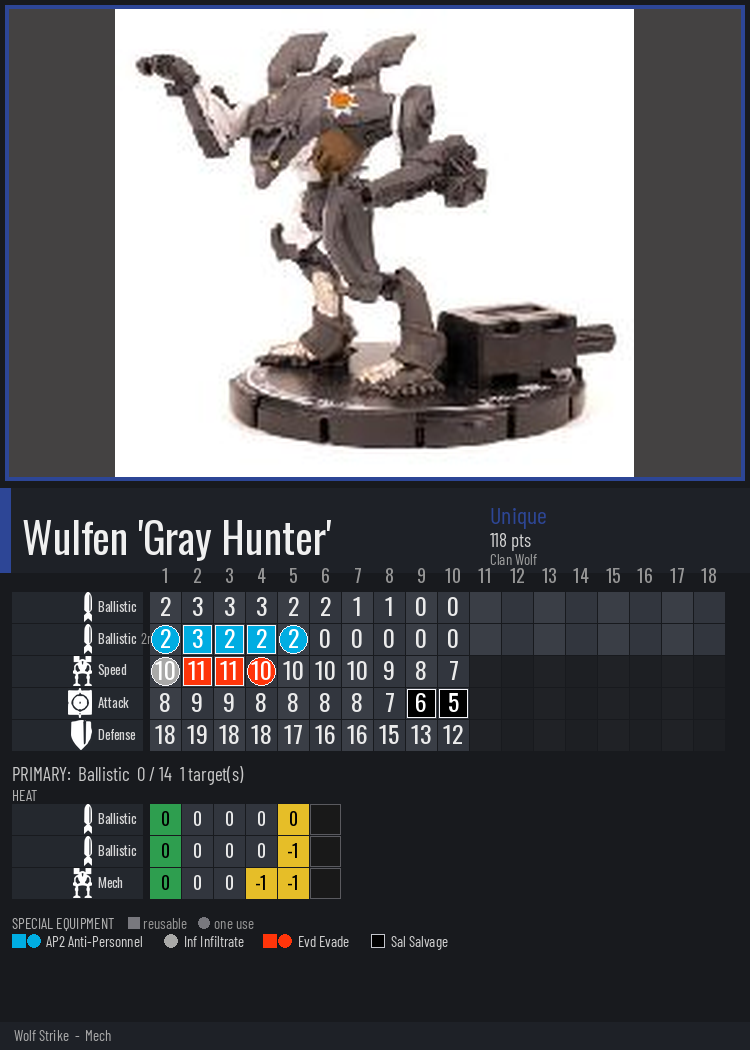 Wulfen 'Gray Hunter'
Unique
118 pts
Clan Wolf
1 2 3 4 5 6 7 8 9 10 11 12 13 14 15 16 17 18
Ballistic 2 3 3 3 2 2 1 1 0 0
Ballistic 2 3 2 2 2 0 0 0 0 0
Speed 10 11 11 10 10 10 10 9 8 7
Attack 8 9 9 8 8 8 8 7 6 5
Defense 18 19 18 18 17 16 16 15 13 12
PRIMARY: Ballistic 0 / 14 1 target(s)
HEAT
Ballistic 0 0 0 0 0
Ballistic 0 0 0 0 -1
Mech 0 0 0 -1 -1
SPECIAL EQUIPMENT reusable one use
AP2 Anti-Personnel Inf Infiltrate Evd Evade Sal Salvage
Wolf Strike - Mech